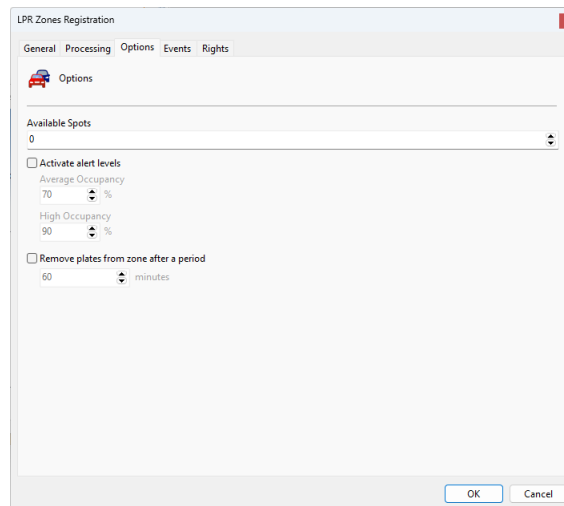 LPR Zones Registration
General Processing Options Events Rights
Options
Available Spots
0
Activate alert levels
Average Occupancy
70 %
High Occupancy
90 %
Remove plates from zone after a period
60 minutes
OK Cancel